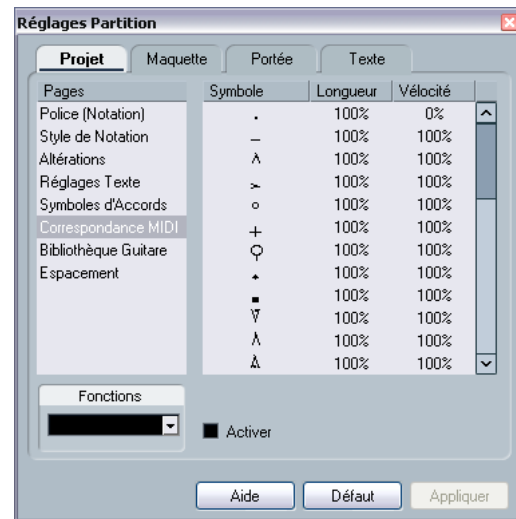 Réglages Partition
Projet Maquette Portée Texte
Pages Symbole Longueur Vélocité
Police (Notation) . 100% 0%
Style de Notation – 100% 100%
Altérations 100% 100%
Réglages Texte > 100% 100%
Symboles d'Accords o 100% 100%
Correspondance MIDI + 100% 100%
Bibliothèque Guitare 100% 100%
Espacement 100% 100%
100% 100%
100% 100%
100% 100%
100% 100%
Fonctions
Activer
Aide Défaut Appliquer